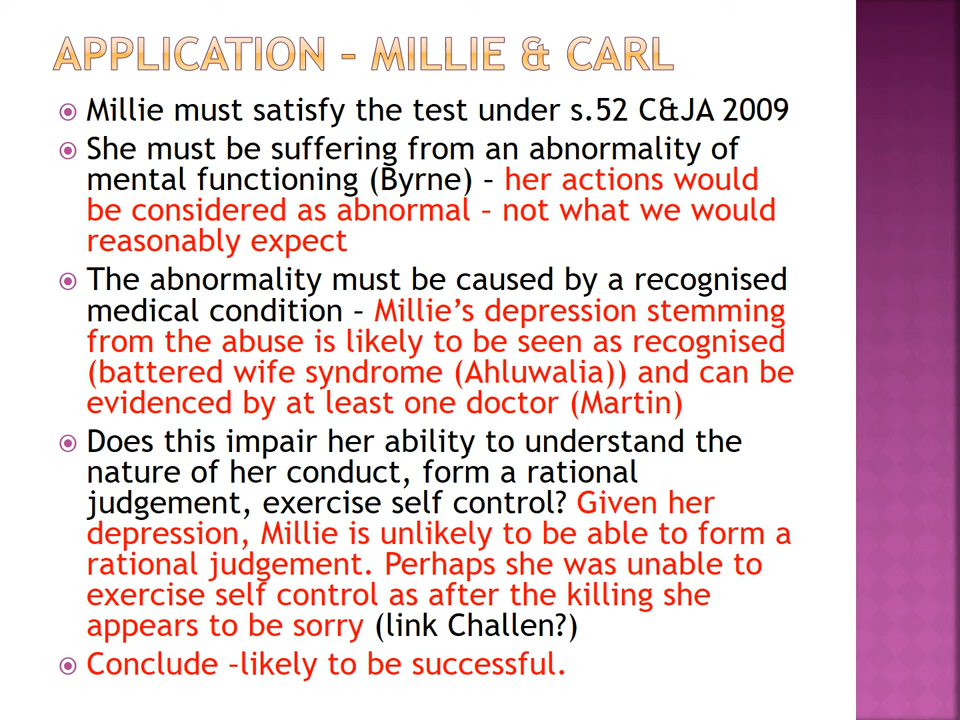 APPLICATION – MILLIE & CARL
Millie must satisfy the test under s.52 C&JA 2009
She must be suffering from an abnormality of
mental functioning (Byrne) – her actions would
be considered as abnormal – not what we would
reasonably expect
The abnormality must be caused by a recognised
medical condition – Millie's depression stemming
from the abuse is likely to be seen as recognised
(battered wife syndrome (Ahluwalia)) and can be
evidenced by at least one doctor (Martin)
Does this impair her ability to understand the
nature of her conduct, form a rational
judgement, exercise self control? Given her
depression, Millie is unlikely to be able to form a
rational judgement. Perhaps she was unable to
exercise self control as after the killing she
appears to be sorry (link Challen?)
Conclude –likely to be successful.